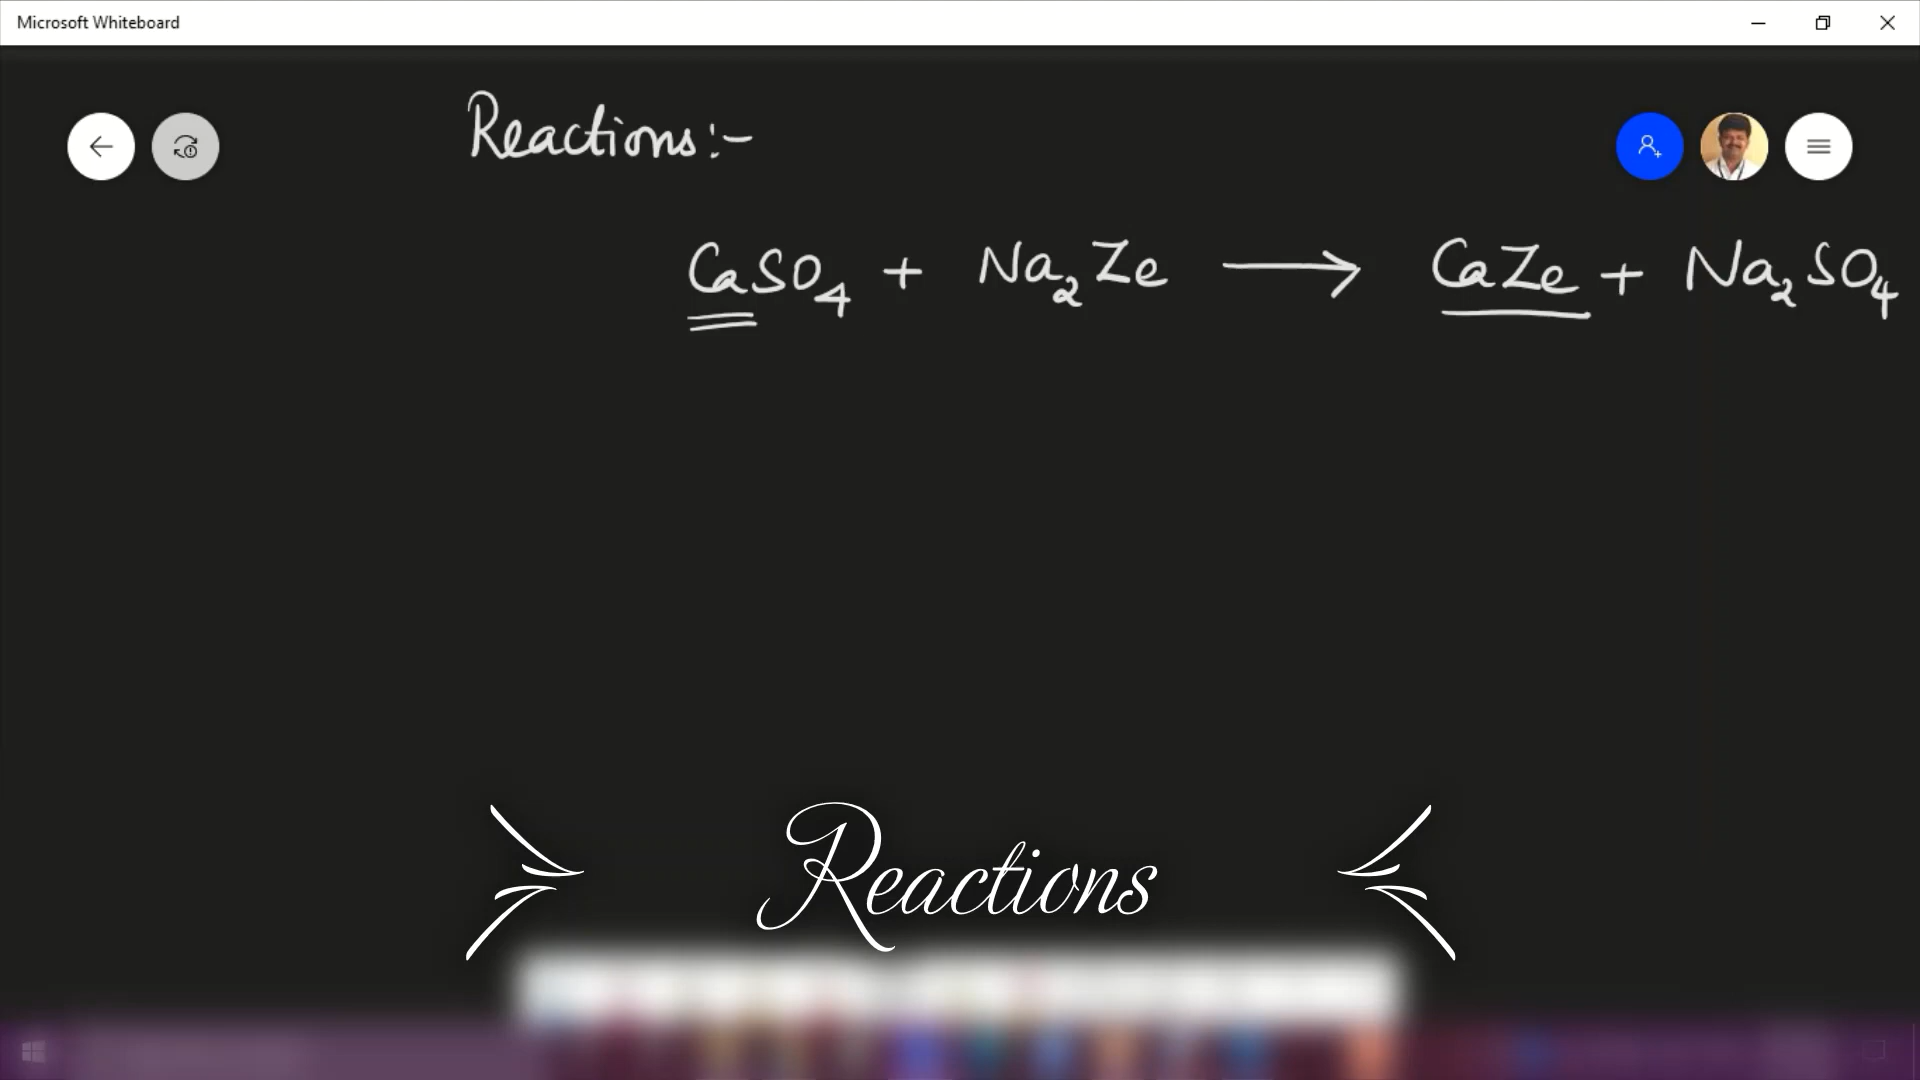 Microsoft Whiteboard
Reactions:-
CaSO₄ + Na₂Ze ⟶ CaZe + Na₂SO₄
Reactions